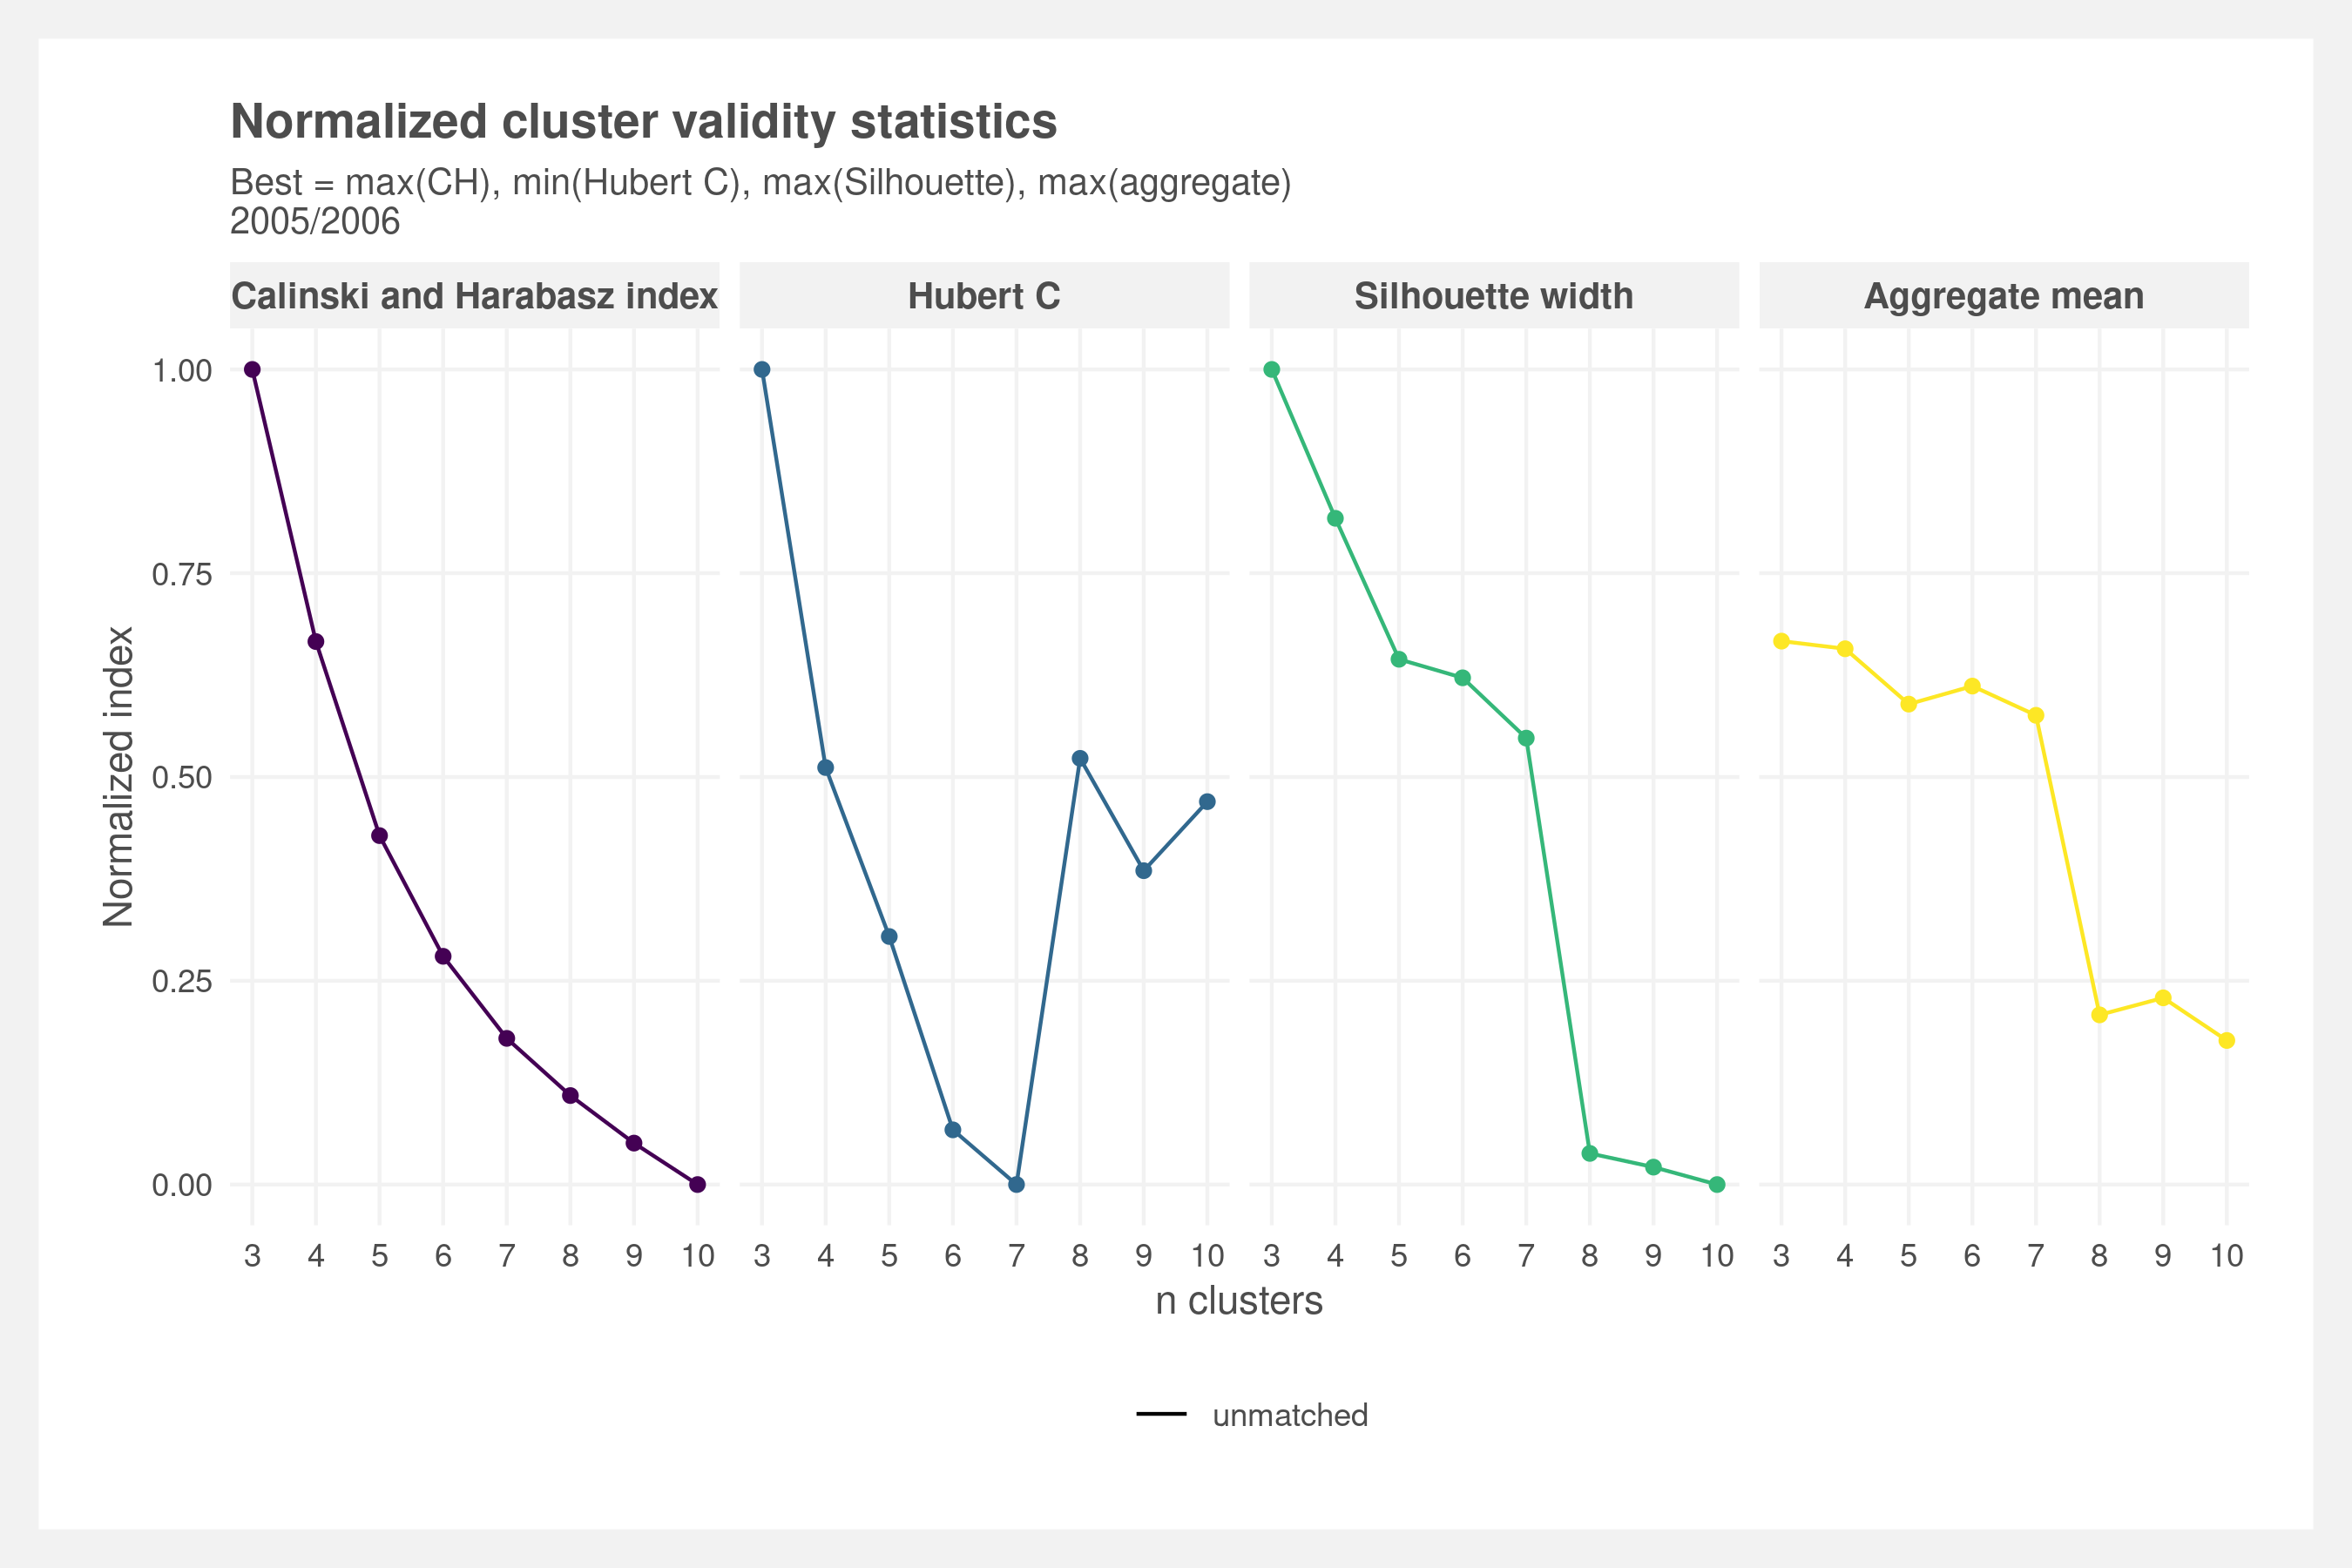 Normalized cluster validity statistics
Best = max(CH), min(Hubert C), max(Silhouette), max(aggregate)
2005/2006
Calinski and Harabasz index
Hubert C
Silhouette width
Aggregate mean
Normalized index
1.00
0.75
0.50
0.25
0.00
3 4 5 6 7 8 9 10
3 4 5 6 7 8 9 10
3 4 5 6 7 8 9 10
3 4 5 6 7 8 9 10
n clusters
unmatched